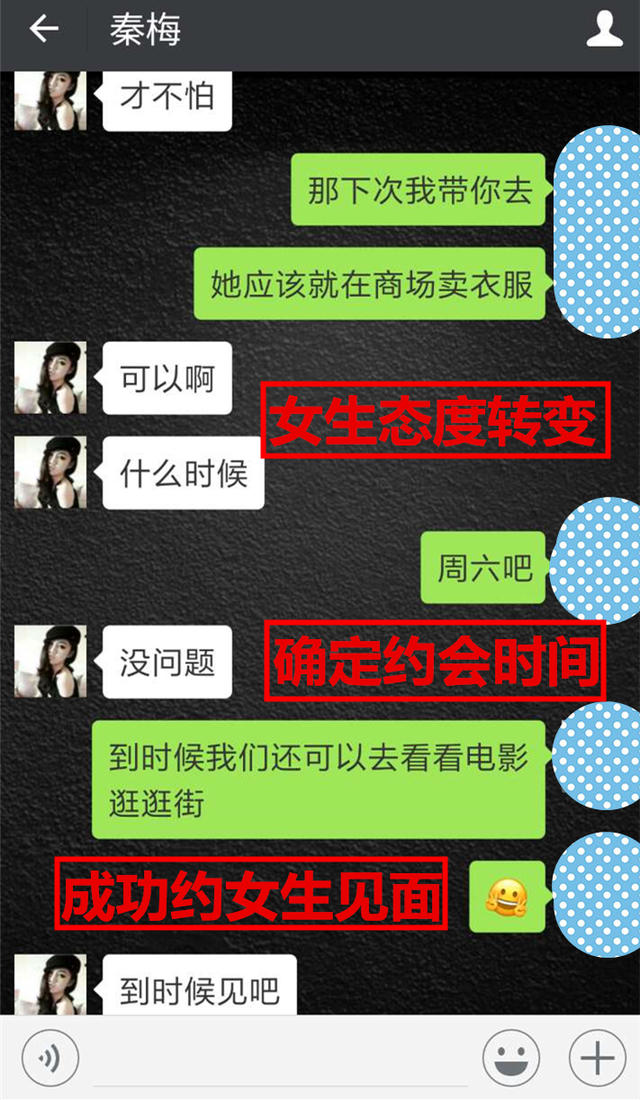 秦梅
才不怕
那下次我带你去
她应该就在商场卖衣服
可以啊
女生态度转变
什么时候
周六吧
没问题
确定约会时间
到时候我们还可以去看看电影
逛逛街
成功约女生见面
到时候见吧